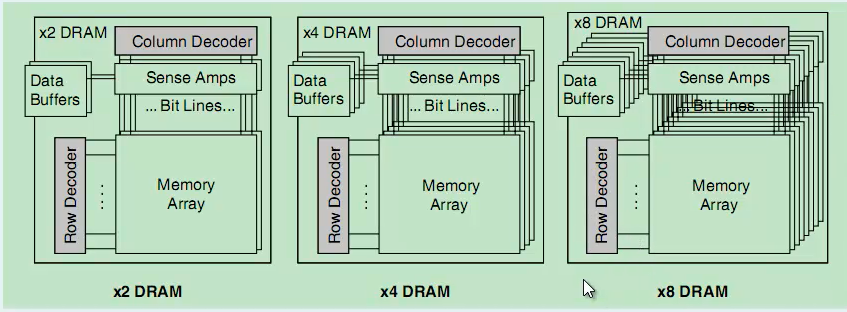 x2 DRAM
Column Decoder
Data
Buffers
Sense Amps
... Bit Lines...
Row Decoder
...
Memory
Array
x2 DRAM
x4 DRAM
Column Decoder
Data
Buffers
Sense Amps
... Bit Lines...
Row Decoder
...
Memory
Array
x4 DRAM
x8 DRAM
Column Decoder
Data
Buffers
Sense Amps
... Bit Lines...
Row Decoder
...
Memory
Array
x8 DRAM